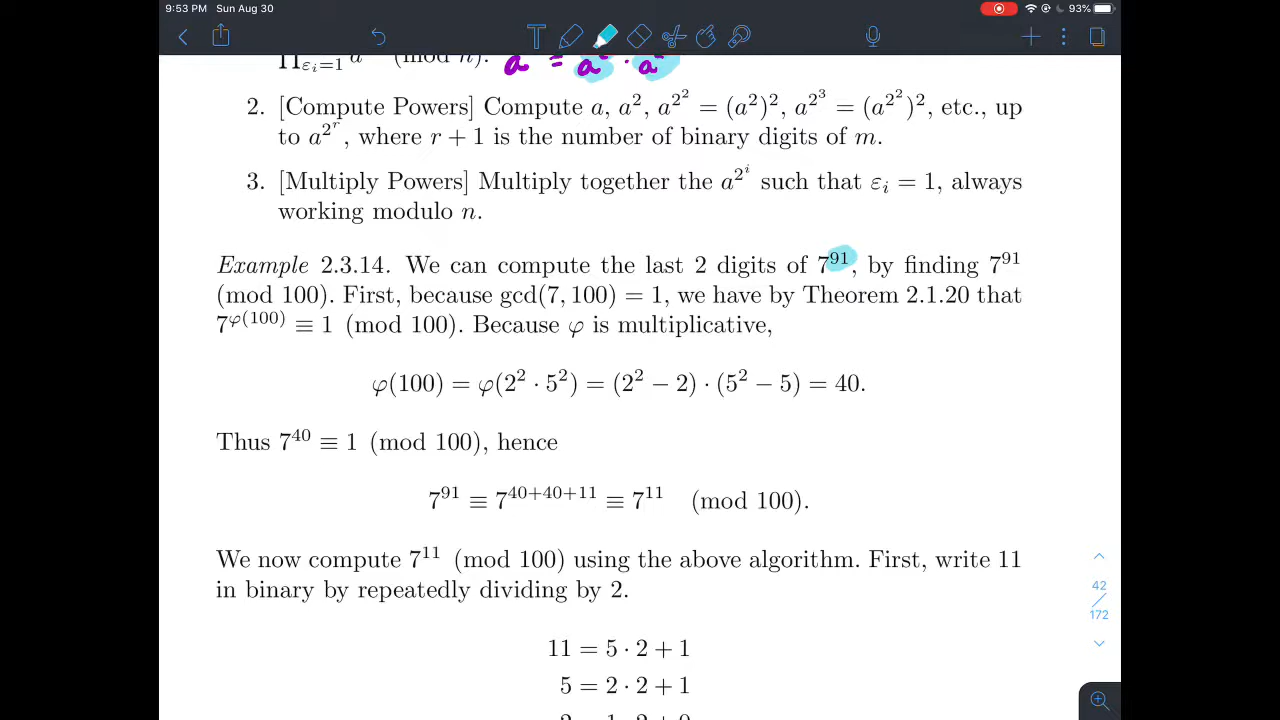 9:53 PM Sun Aug 30 93%
∏_{ε_i=1} a (mod n). a = a · a
2. [Compute Powers] Compute a, a^2, a^{2^2} = (a^2)^2, a^{2^3} = (a^{2^2})^2, etc., up
to a^{2^r}, where r + 1 is the number of binary digits of m.
3. [Multiply Powers] Multiply together the a^{2^i} such that ε_i = 1, always
working modulo n.
Example 2.3.14. We can compute the last 2 digits of 7^{91}, by finding 7^{91}
(mod 100). First, because gcd(7, 100) = 1, we have by Theorem 2.1.20 that
7^{φ(100)} ≡ 1 (mod 100). Because φ is multiplicative,
φ(100) = φ(2^2 · 5^2) = (2^2 − 2) · (5^2 − 5) = 40.
Thus 7^{40} ≡ 1 (mod 100), hence
7^{91} ≡ 7^{40+40+11} ≡ 7^{11} (mod 100).
We now compute 7^{11} (mod 100) using the above algorithm. First, write 11
in binary by repeatedly dividing by 2.
11 = 5 · 2 + 1
5 = 2 · 2 + 1
2 = 1 · 2 + 0
42
/
172